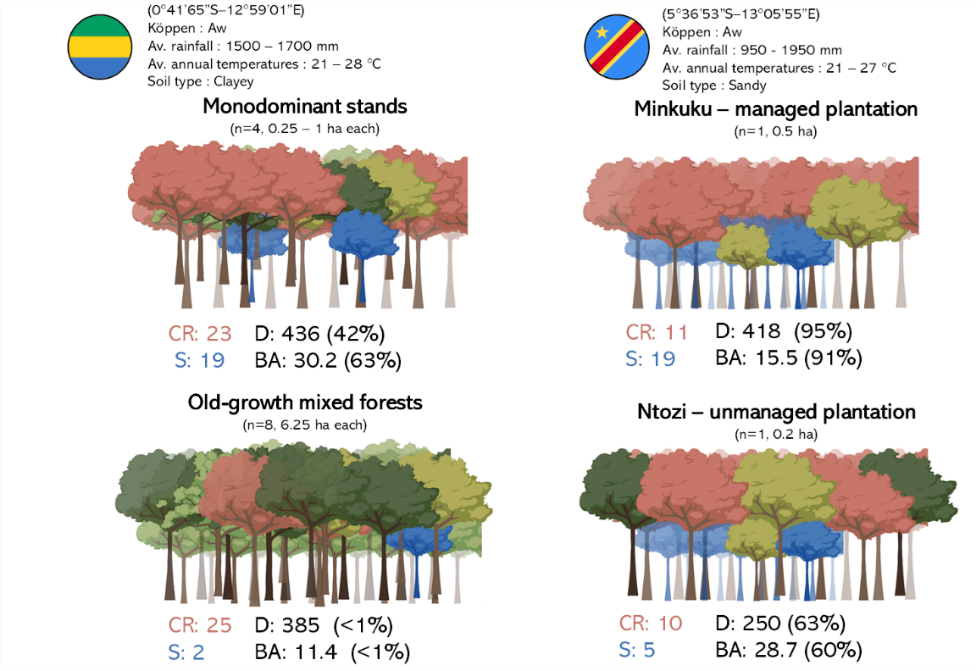 (0°41'65"S–12°59'01"E)
Köppen : Aw
Av. rainfall : 1500 – 1700 mm
Av. annual temperatures : 21 – 28 °C
Soil type : Clayey
Monodominant stands
(n=4, 0.25 – 1 ha each)
CR: 23 D: 436 (42%)
S: 19 BA: 30.2 (63%)
Old-growth mixed forests
(n=8, 6.25 ha each)
CR: 25 D: 385 (<1%)
S: 2 BA: 11.4 (<1%)
(5°36'53"S–13°05'55"E)
Köppen : Aw
Av. rainfall : 950 - 1950 mm
Av. annual temperatures : 21 – 27 °C
Soil type : Sandy
Minkuku – managed plantation
(n=1, 0.5 ha)
CR: 11 D: 418 (95%)
S: 19 BA: 15.5 (91%)
Ntozi – unmanaged plantation
(n=1, 0.2 ha)
CR: 10 D: 250 (63%)
S: 5 BA: 28.7 (60%)